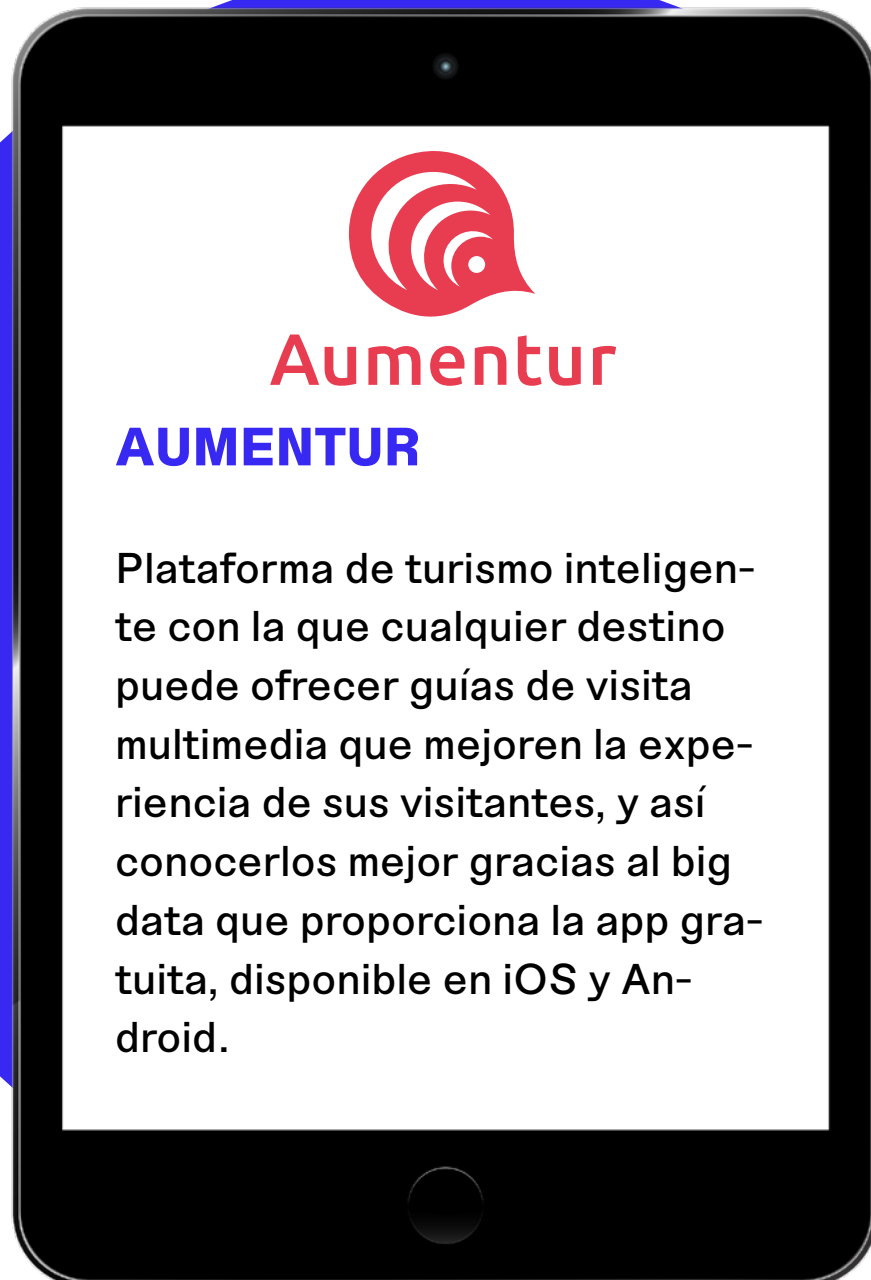 Aumentur
AUMENTUR
Plataforma de turismo inteligen-
te con la que cualquier destino
puede ofrecer guías de visita
multimedia que mejoren la expe-
riencia de sus visitantes, y así
conocerlos mejor gracias al big
data que proporciona la app gra-
tuita, disponible en iOS y An-
droid.